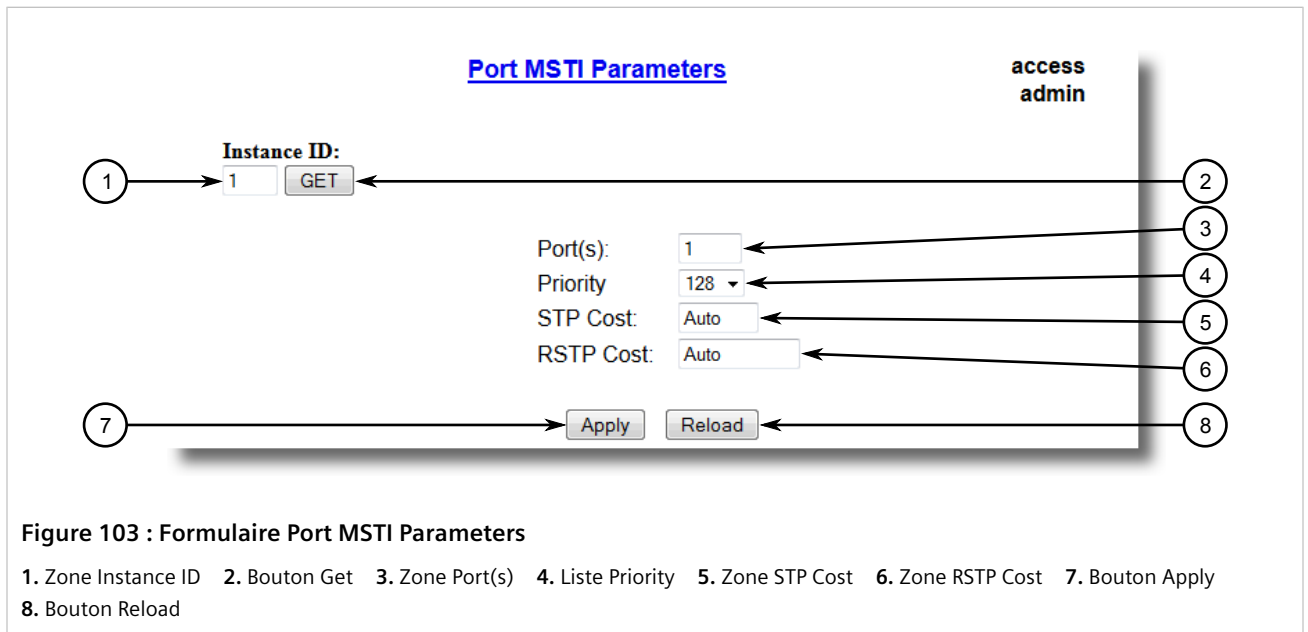 Port MSTI Parameters
access
admin
Instance ID:
1
1 GET
2
3
Port(s): 1
Priority 128
4
STP Cost: Auto
5
RSTP Cost: Auto
6
7
Apply Reload
8
Figure 103 : Formulaire Port MSTI Parameters
1. Zone Instance ID 2. Bouton Get 3. Zone Port(s) 4. Liste Priority 5. Zone STP Cost 6. Zone RSTP Cost 7. Bouton Apply
8. Bouton Reload